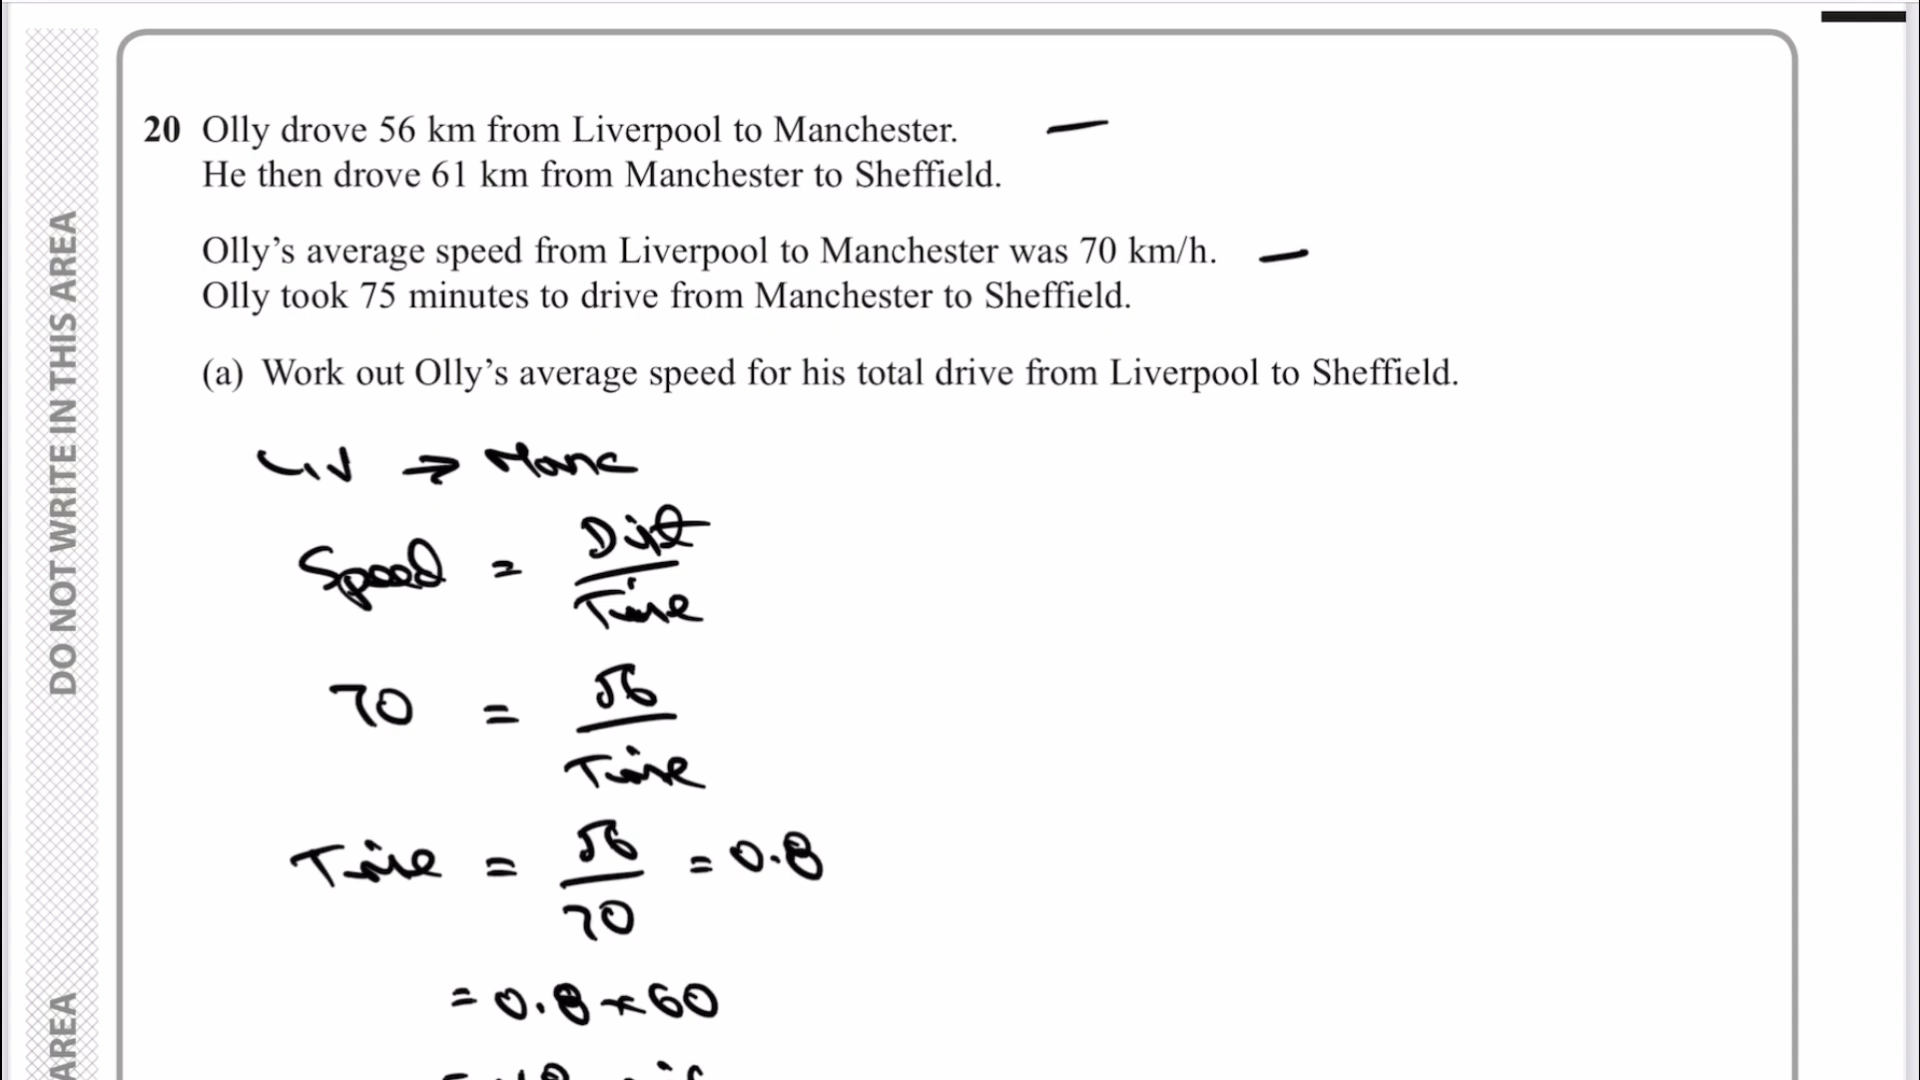 20 Olly drove 56 km from Liverpool to Manchester.
He then drove 61 km from Manchester to Sheffield.
Olly’s average speed from Liverpool to Manchester was 70 km/h.
Olly took 75 minutes to drive from Manchester to Sheffield.
(a) Work out Olly’s average speed for his total drive from Liverpool to Sheffield.
Liv → Manc
Speed = Dist / Time
70 = 56 / Time
Time = 56 / 70 = 0.8
= 0.8 × 60
DO NOT WRITE IN THIS AREA
AREA